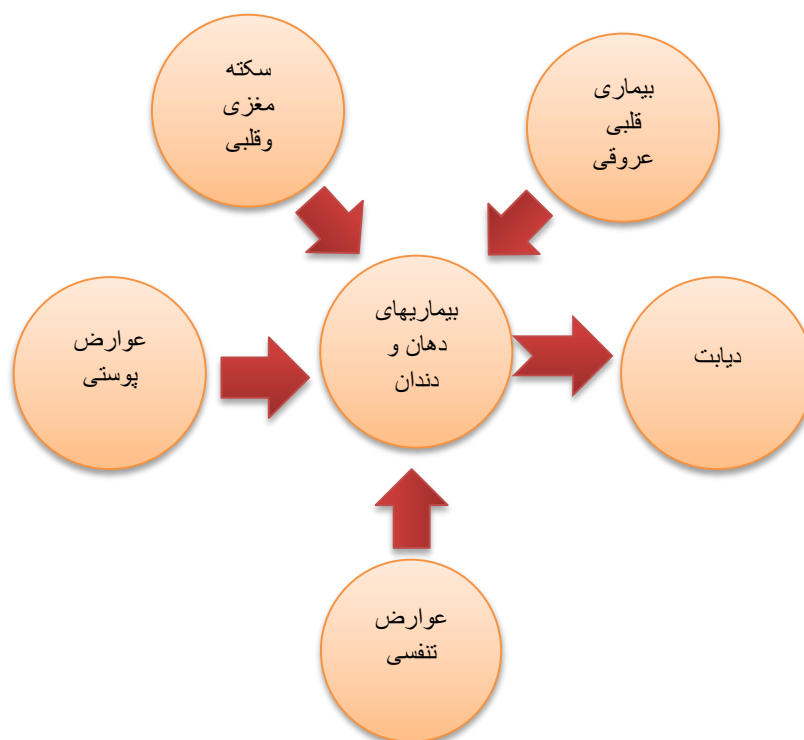 بیماری
قلبی
عروقی
سکته
مغزی
وقلبی
دیابت
بیماریهای
دهان و
دندان
عوارض
پوستی
عوارض
تنفسی